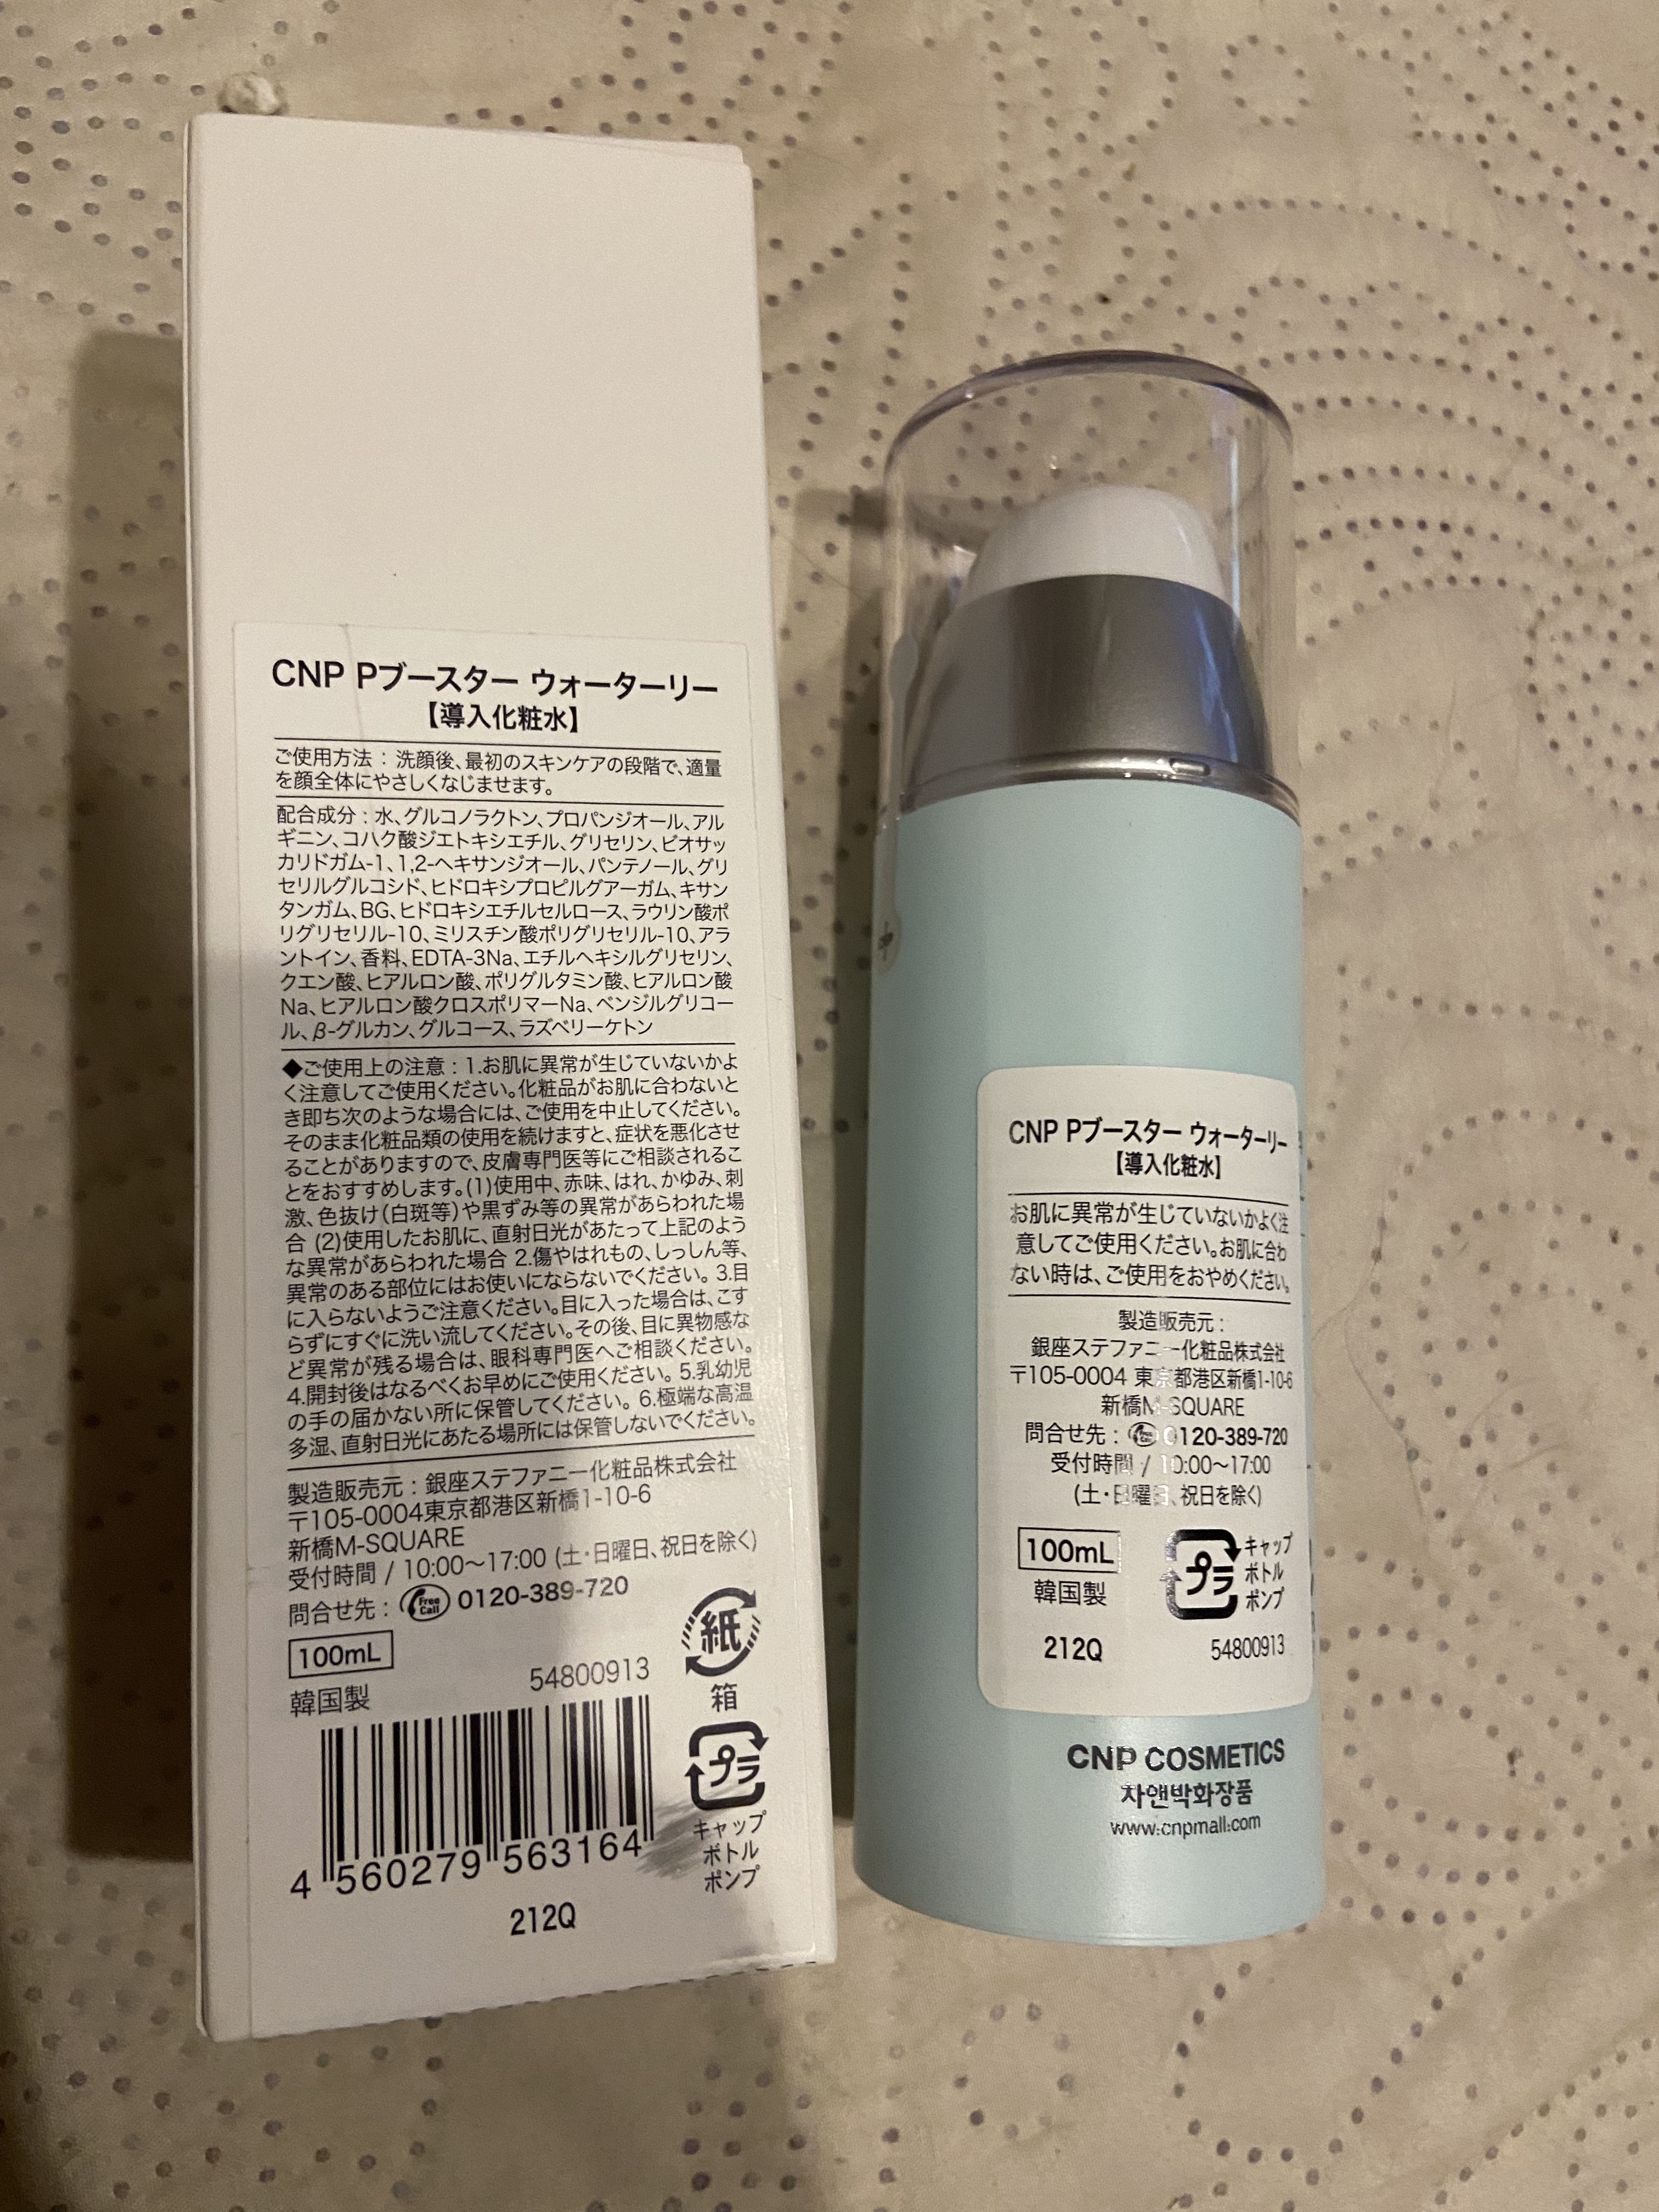 CNP Pブースター ウォーターリー
【導入化粧水】
ご使用方法：洗顔後、最初のスキンケアの段階で、適量
を顔全体にやさしくなじませます。
配合成分：水、グルコノラクトン、プロパンジオール、アル
ギニン、コハク酸ジエトキシエチル、グリセリン、ビオサッ
カリドガム-1、1,2-ヘキサンジオール、パンテノール、グリ
セリルグルコシド、ヒドロキシプロピルグアーガム、キサン
タンガム、BG、ヒドロキシエチルセルロース、ラウリン酸ポ
リグリセリル-10、ミリスチン酸ポリグリセリル-10、アラ
ントイン、香料、EDTA-3Na、エチルヘキシルグリセリン、
クエン酸、ヒアルロン酸、ポリグルタミン酸、ヒアルロン酸
Na、ヒアルロン酸クロスポリマーNa、ベンジルグリコー
ル、β-グルカン、グルコース、ラズベリーケトン
◆ご使用上の注意：1.お肌に異常が生じていないかよ
く注意してご使用ください。化粧品がお肌に合わないと
き即ち次のような場合には、ご使用を中止してください。
そのまま化粧品類の使用を続けますと、症状を悪化させ
ることがありますので、皮膚専門医等にご相談されるこ
とをおすすめします。(1)使用中、赤味、はれ、かゆみ、刺
激、色抜け(白斑等)や黒ずみ等の異常があらわれた場
合 (2)使用したお肌に、直射日光があたって上記のよう
な異常があらわれた場合 2.傷やはれもの、しっしん等、
異常のある部位にはお使いにならないでください。3.目
に入らないようご注意ください。目に入った場合は、こす
らずにすぐに洗い流してください。その後、目に異物感な
ど異常が残る場合は、眼科専門医へご相談ください。
4.開封後はなるべくお早めにご使用ください。5.乳幼児
の手の届かない所に保管してください。6.極端な高温
多湿、直射日光にあたる場所には保管しないでください。
製造販売元：銀座ステファニー化粧品株式会社
〒105-0004東京都港区新橋1-10-6
新橋M-SQUARE
受付時間 / 10:00〜17:00 (土・日曜日、祝日を除く)
問合せ先： Free Call 0120-389-720
100mL
韓国製
54800913
紙
箱
プラ
キャップ
ボトル
ポンプ
4 560279 563164
212Q
CNP Pブースター ウォーターリー
【導入化粧水】
お肌に異常が生じていないかよく注
意してご使用ください。お肌に合わ
ない時は、ご使用をおやめください。
製造販売元：
銀座ステファニー化粧品株式会社
〒105-0004 東京都港区新橋1-10-6
新橋M-SQUARE
問合せ先： 0120-389-720
受付時間 / 10:00〜17:00
(土・日曜日、祝日を除く)
100mL
韓国製
プラ
キャップ
ボトル
ポンプ
212Q
54800913
CNP COSMETICS
차앤박화장품
www.cnpmall.com